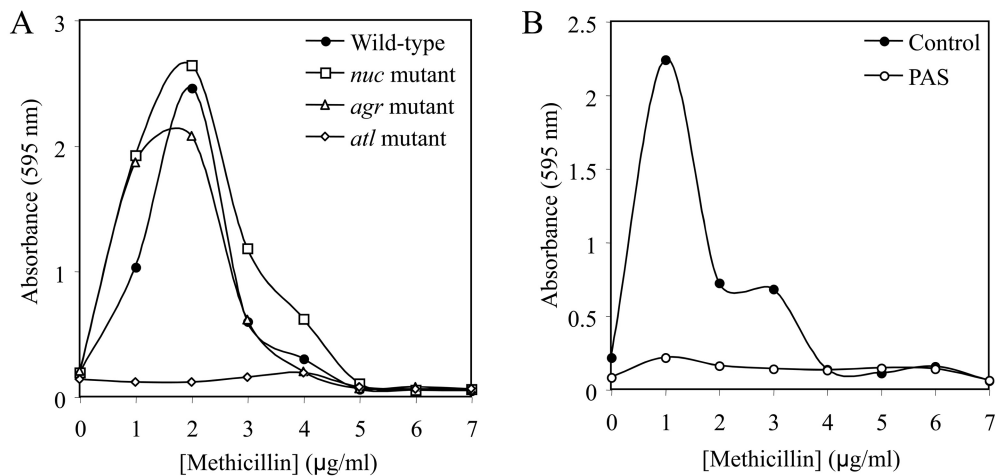 A
3
2
1
0
Absorbance (595 nm)
Wild-type
nuc mutant
agr mutant
atl mutant
0 1 2 3 4 5 6 7
[Methicillin] (µg/ml)
B
2.5
2
1.5
1
0.5
0
Absorbance (595 nm)
Control
PAS
0 1 2 3 4 5 6 7
[Methicillin] (µg/ml)